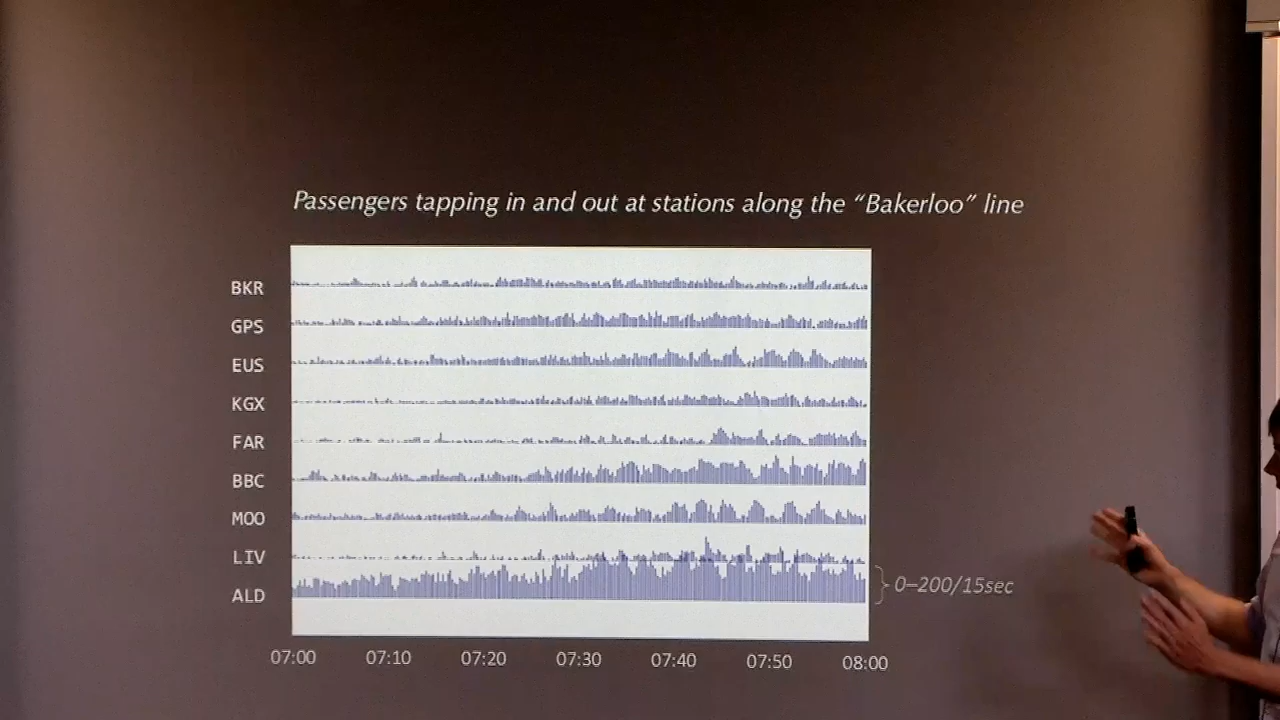 Passengers tapping in and out at stations along the “Bakerloo” line
BKR
GPS
EUS
KGX
FAR
BBC
MOO
LIV
ALD
0–200/15sec
07:00 07:10 07:20 07:30 07:40 07:50 08:00